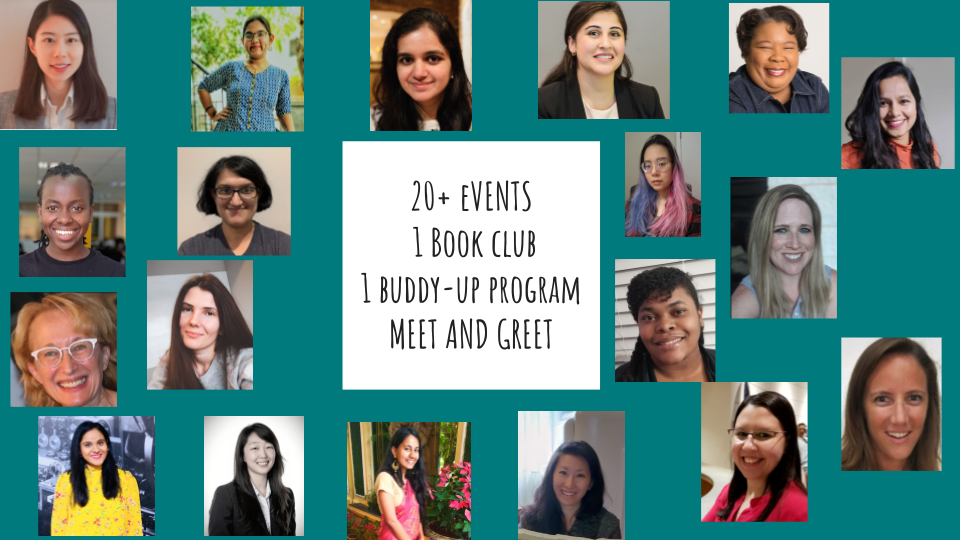 20+ eVENTS
1 BOOK CLUB
1 BUDDY-UP PROGRAM
MEET AND GREET